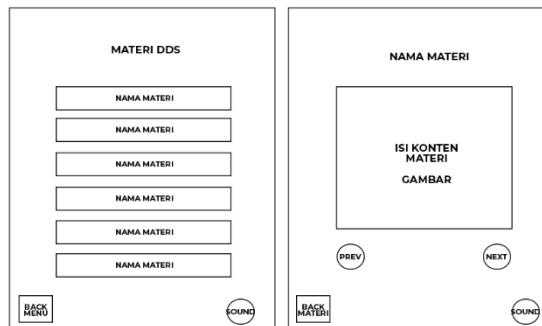 MATERI DDS
NAMA MATERI
NAMA MATERI
NAMA MATERI
NAMA MATERI
NAMA MATERI
NAMA MATERI
BACK
MENU
SOUND
NAMA MATERI
ISI KONTEN
MATERI
GAMBAR
PREV
NEXT
BACK
MATERI
SOUND